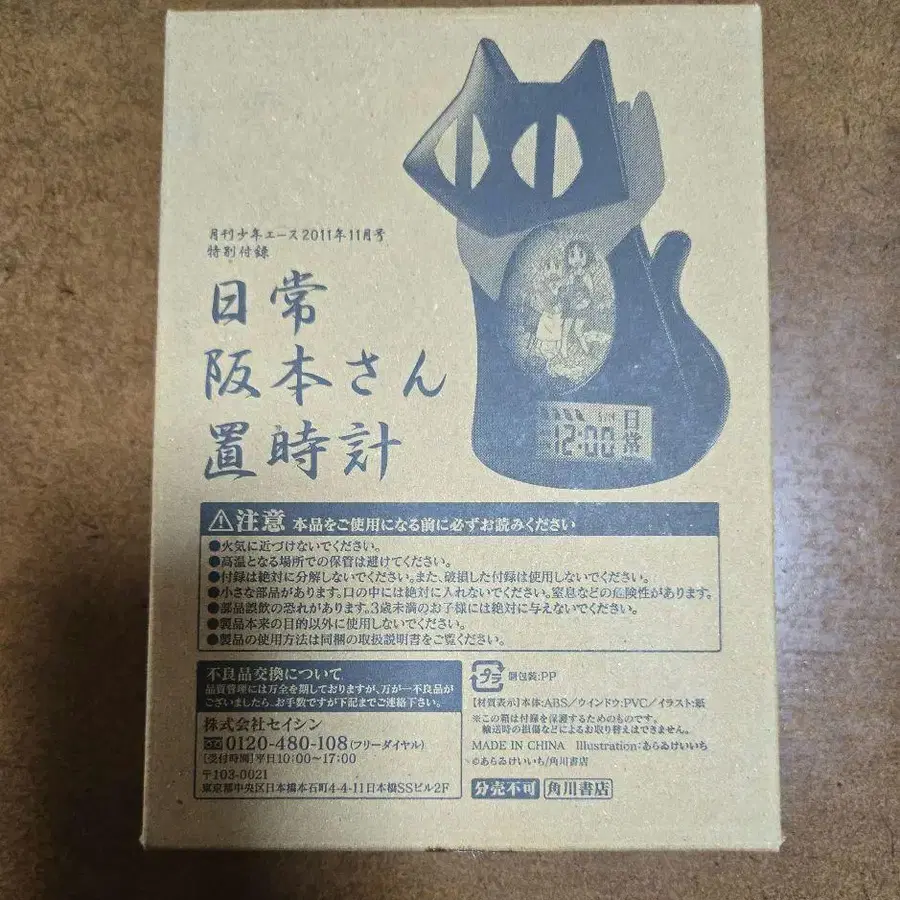 月刊少年エース2011年11月号
特別付録
日常
阪本さん
置時計
12:00
日常
注意 本品をご使用になる前に必ずお読みください
●火気に近づけないでください。
●高温となる場所での保管は避けてください。
●付録は絶対に分解しないでください。また、破損した付録は使用しないでください。
●小さな部品があります。口の中には絶対に入れないでください。窒息などの危険性があります。
●部品誤飲の恐れがあります。3歳未満のお子様には絶対に与えないでください。
●製品本来の目的以外に使用しないでください。
●製品の使用方法は同梱の取扱説明書をご覧ください。
不良品交換について
品質管理には万全を期しておりますが、万が一不良品が
ございましたら、お手数ですが下記までご連絡下さい。
株式会社セイシン
0120-480-108(フリーダイヤル)
[受付時間]平日10:00〜17:00
〒103-0021
東京都中央区日本橋本石町4-4-11日本橋SSビル2F
プラ 個包装:PP
【材質表示】本体:ABS/ウインドウ:PVC/イラスト:紙
※この箱は付録を保護するためのものです。
輸送時の損傷などによるお取り替えはできません。
MADE IN CHINA Illustration:あらゐけいいち
©あらゐけいいち/角川書店
分売不可 角川書店